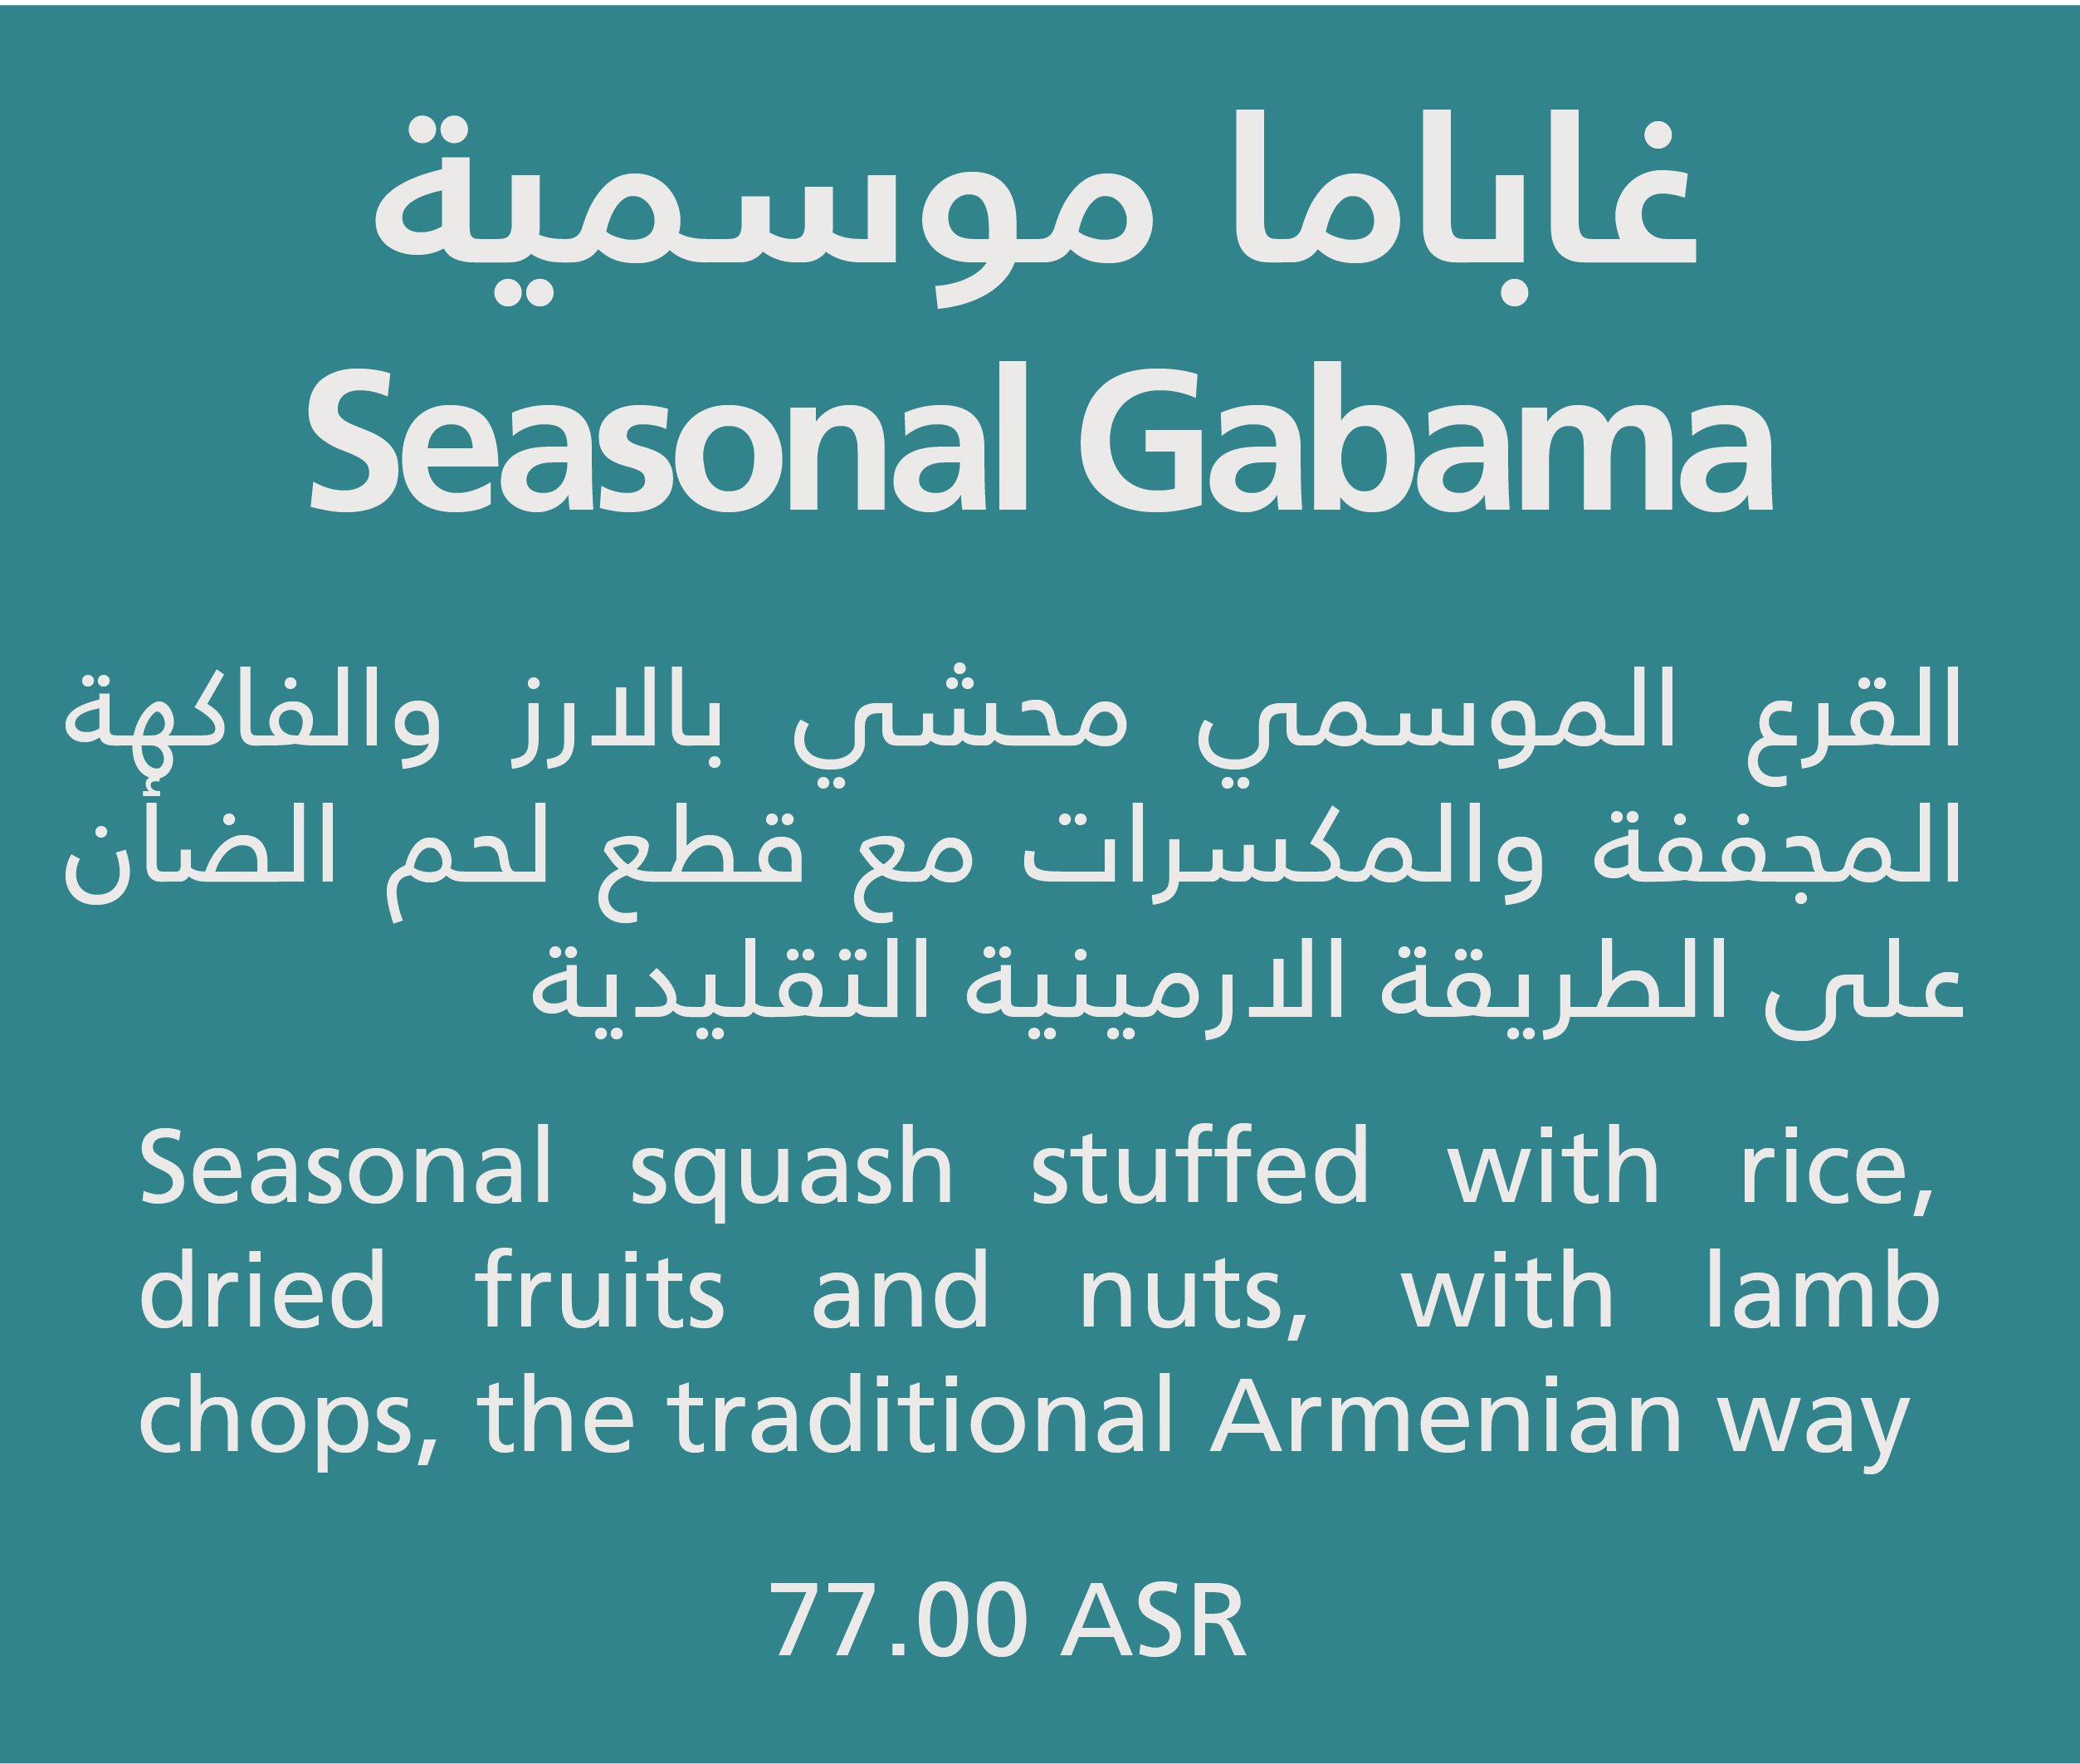 غاباما موسمية
Seasonal Gabama
القرع الموسمي محشي بالارز والفاكهة
المجففة والمكسرات مع قطع لحم الضأن
على الطريقة الارمينية التقليدية
Seasonal squash stuffed with rice,
dried fruits and nuts, with lamb
chops, the traditional Armenian way
77.00 ASR